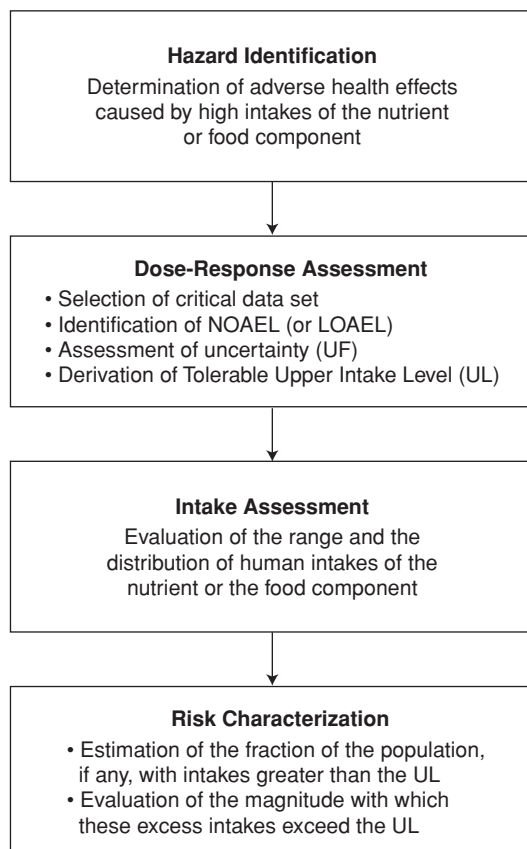 Hazard Identification
Determination of adverse health effects
caused by high intakes of the nutrient
or food component
Dose-Response Assessment
• Selection of critical data set
• Identification of NOAEL (or LOAEL)
• Assessment of uncertainty (UF)
• Derivation of Tolerable Upper Intake Level (UL)
Intake Assessment
Evaluation of the range and the
distribution of human intakes of the
nutrient or the food component
Risk Characterization
• Estimation of the fraction of the population,
if any, with intakes greater than the UL
• Evaluation of the magnitude with which
these excess intakes exceed the UL